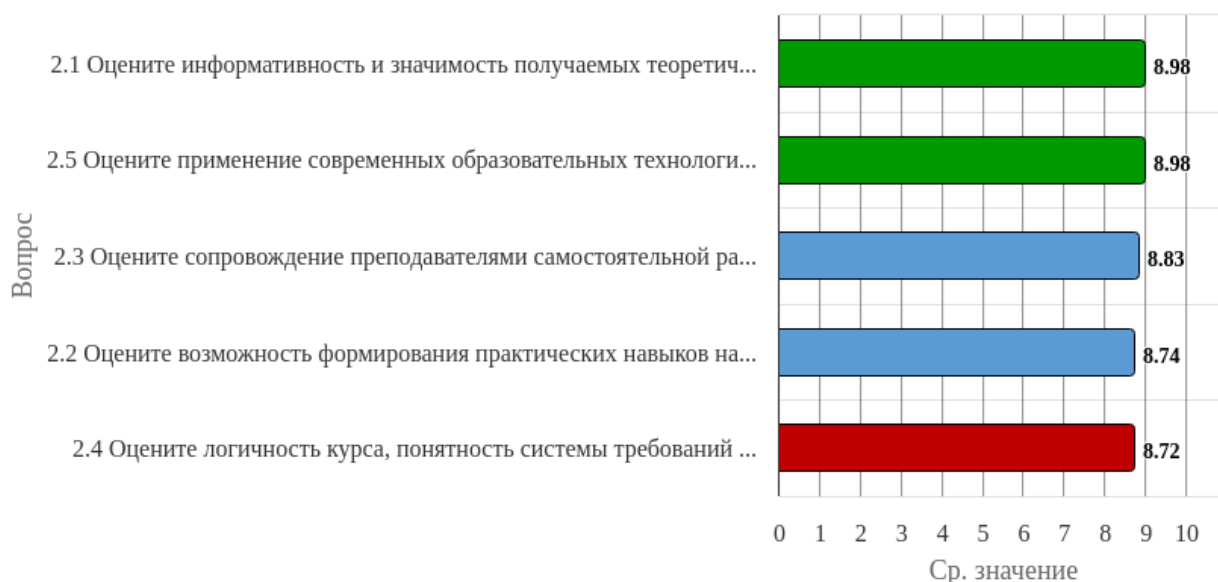 2.1 Оцените информативность и значимость получаемых теоретич...
8.98
2.5 Оцените применение современных образовательных технологи...
8.98
2.3 Оцените сопровождение преподавателями самостоятельной ра...
8.83
2.2 Оцените возможность формирования практических навыков на...
8.74
2.4 Оцените логичность курса, понятность системы требований ...
8.72
Вопрос
0 1 2 3 4 5 6 7 8 9 10
Ср. значение